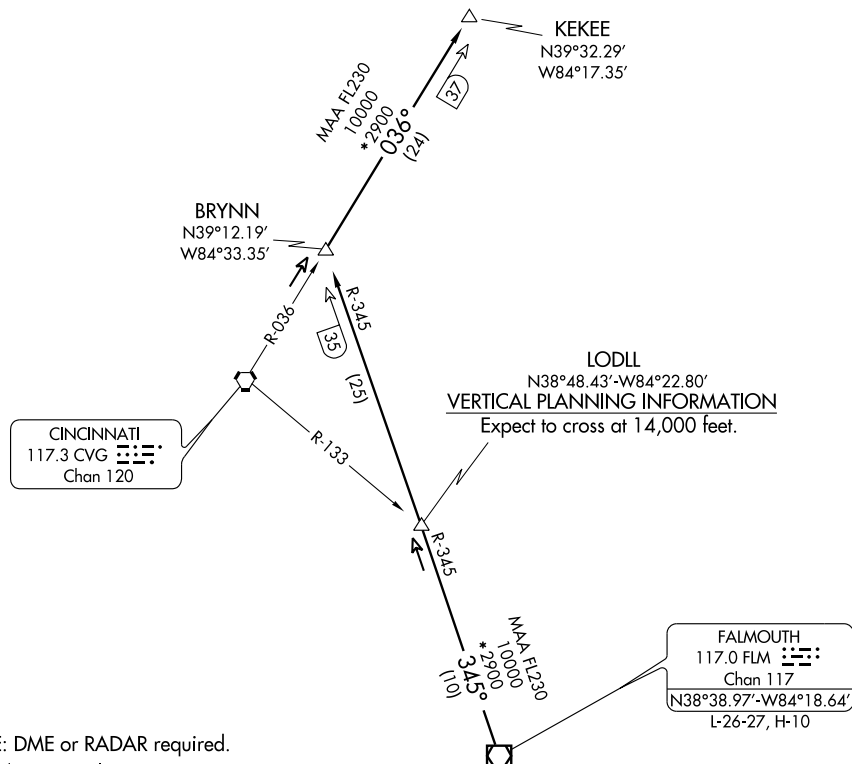 KEKEE
N39°32.29'
W84°17.35'
37
MAA FL230
10000
*2900
036°
(24)
BRYNN
N39°12.19'
W84°33.35'
R-036
R-345
35
(25)
LODLL
N38°48.43'-W84°22.80'
VERTICAL PLANNING INFORMATION
Expect to cross at 14,000 feet.
CINCINNATI
117.3 CVG
Chan 120
R-133
R-345
MAA FL230
10000
*2900
345°
(10)
FALMOUTH
117.0 FLM
Chan 117
N38°38.97'-W84°18.64'
L-26-27, H-10
: DME or RADAR required.